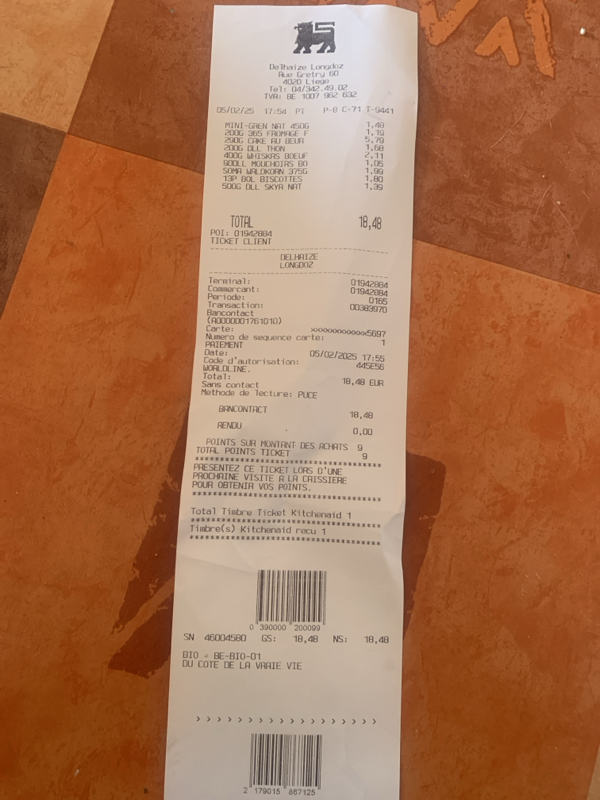 Delhaize Longdoz
Rue Gretry 60
4020 Liege
Tel: 04/342.49.02
TVA: BE 1007 962 632
05/02/25 17:54 PT P-8 C-71 T-9441
MINI-GREN NAT 450G 1,48
200G 365 FROMAGE F 1,19
290G CAKE AU BEUR 5,79
200G DLL THON 1,68
400G WHISKAS BOEUF 2,11
90DLL MOUCHOIRS BO 1,05
SOMA WALDKORN 375G 1,99
13P BOL BISCOTTES 1,80
500G DLL SKYR NAT 1,39
TOTAL 18,48
POI: 01942884
TICKET CLIENT
DELHAIZE
LONGDOZ
Terminal: 01942884
Commercant: 01942884
Periode: 0165
Transaction: 00383970
Bancontact
(A0000001761010)
Carte: xxxxxxxxxxxxx5697
Numero de sequence carte: 1
PAIEMENT
Date: 05/02/2025 17:55
Code d'autorisation: 445E56
WORLDLINE.
Total: 18,48 EUR
Sans contact
Methode de lecture: PUCE
BANCONTACT 18,48
RENDU 0,00
POINTS SUR MONTANT DES ACHATS 9
TOTAL POINTS TICKET 9
****************************************
PRESENTEZ CE TICKET LORS D'UNE
PROCHAINE VISITE A LA CAISSIERE
POUR OBTENIR VOS POINTS.
****************************************
Total Timbre Ticket Kitchenaid 1
****************************************
Timbre(s) Kitchenaid recu 1
****************************************
0 390000 200099
SN 46004580 GS: 18,48 NS: 18,48
BIO = BE-BIO-01
DU COTE DE LA VRAIE VIE
> > > > > > > > > > > > > > > >
2 179015 867125